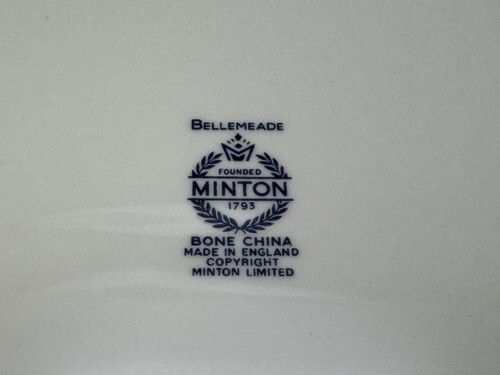 BELLEMEADE
FOUNDED
MINTON
1793
BONE CHINA
MADE IN ENGLAND
COPYRIGHT
MINTON LIMITED